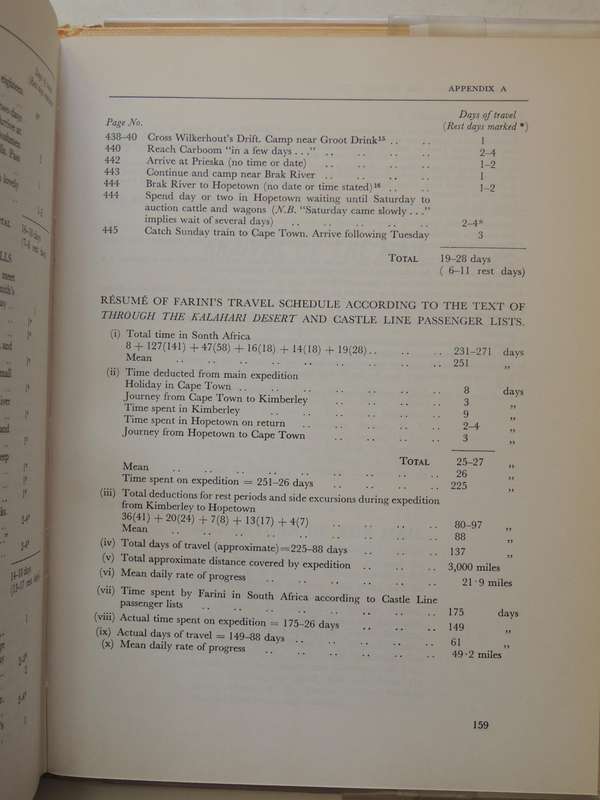 APPENDIX A
Days of travel
Page No. (Rest days marked *)
438–40 Cross Wilkerhout's Drift. Camp near Groot Drink15 .. .. 1
440 Reach Carboom "in a few days . . ." .. .. .. .. 2–4
442 Arrive at Prieska (no time or date) .. .. .. .. 1–2
443 Continue and camp near Brak River .. .. .. .. 1
444 Brak River to Hopetown (no date or time stated)16 .. .. 1–2
444 Spend day or two in Hopetown waiting until Saturday to
auction cattle and wagons (N.B. "Saturday came slowly . . ."
implies wait of several days) .. .. .. .. .. 2–4*
445 Catch Sunday train to Cape Town. Arrive following Tuesday 3
TOTAL 19–28 days
( 6–11 rest days)
RÉSUMÉ OF FARINI'S TRAVEL SCHEDULE ACCORDING TO THE TEXT OF
THROUGH THE KALAHARI DESERT AND CASTLE LINE PASSENGER LISTS.
(i) Total time in South Africa
8 + 127(141) + 47(58) + 16(18) + 14(18) + 19(28) .. .. .. 231–271 days
Mean .. .. .. .. .. .. .. .. 251 ,,
(ii) Time deducted from main expedition
Holiday in Cape Town .. .. .. .. .. .. 8 days
Journey from Cape Town to Kimberley .. .. .. .. 3 ,,
Time spent in Kimberley .. .. .. .. .. 9 ,,
Time spent in Hopetown on return .. .. .. .. 2–4 ,,
Journey from Hopetown to Cape Town .. .. .. .. 3 ,,
TOTAL 25–27 ,,
Mean .. .. .. .. .. .. .. .. 26 ,,
Time spent on expedition = 251–26 days .. .. .. .. 225 ,,
(iii) Total deductions for rest periods and side excursions during expedition
from Kimberley to Hopetown
36(41) + 20(24) + 7(8) + 13(17) + 4(7) .. .. .. .. 80–97 ,,
Mean .. .. .. .. .. .. .. .. 88 ,,
(iv) Total days of travel (approximate)=225–88 days .. .. .. 137 ,,
(v) Total approximate distance covered by expedition .. .. .. 3,000 miles
(vi) Mean daily rate of progress .. .. .. .. .. .. 21·9 miles
(vii) Time spent by Farini in South Africa according to Castle Line
passenger lists .. .. .. .. .. .. .. 175 days
(viii) Actual time spent on expedition = 175–26 days .. .. .. 149 ,,
(ix) Actual days of travel = 149–88 days .. .. .. .. .. 61 ,,
(x) Mean daily rate of progress .. .. .. .. .. 49·2 miles
159